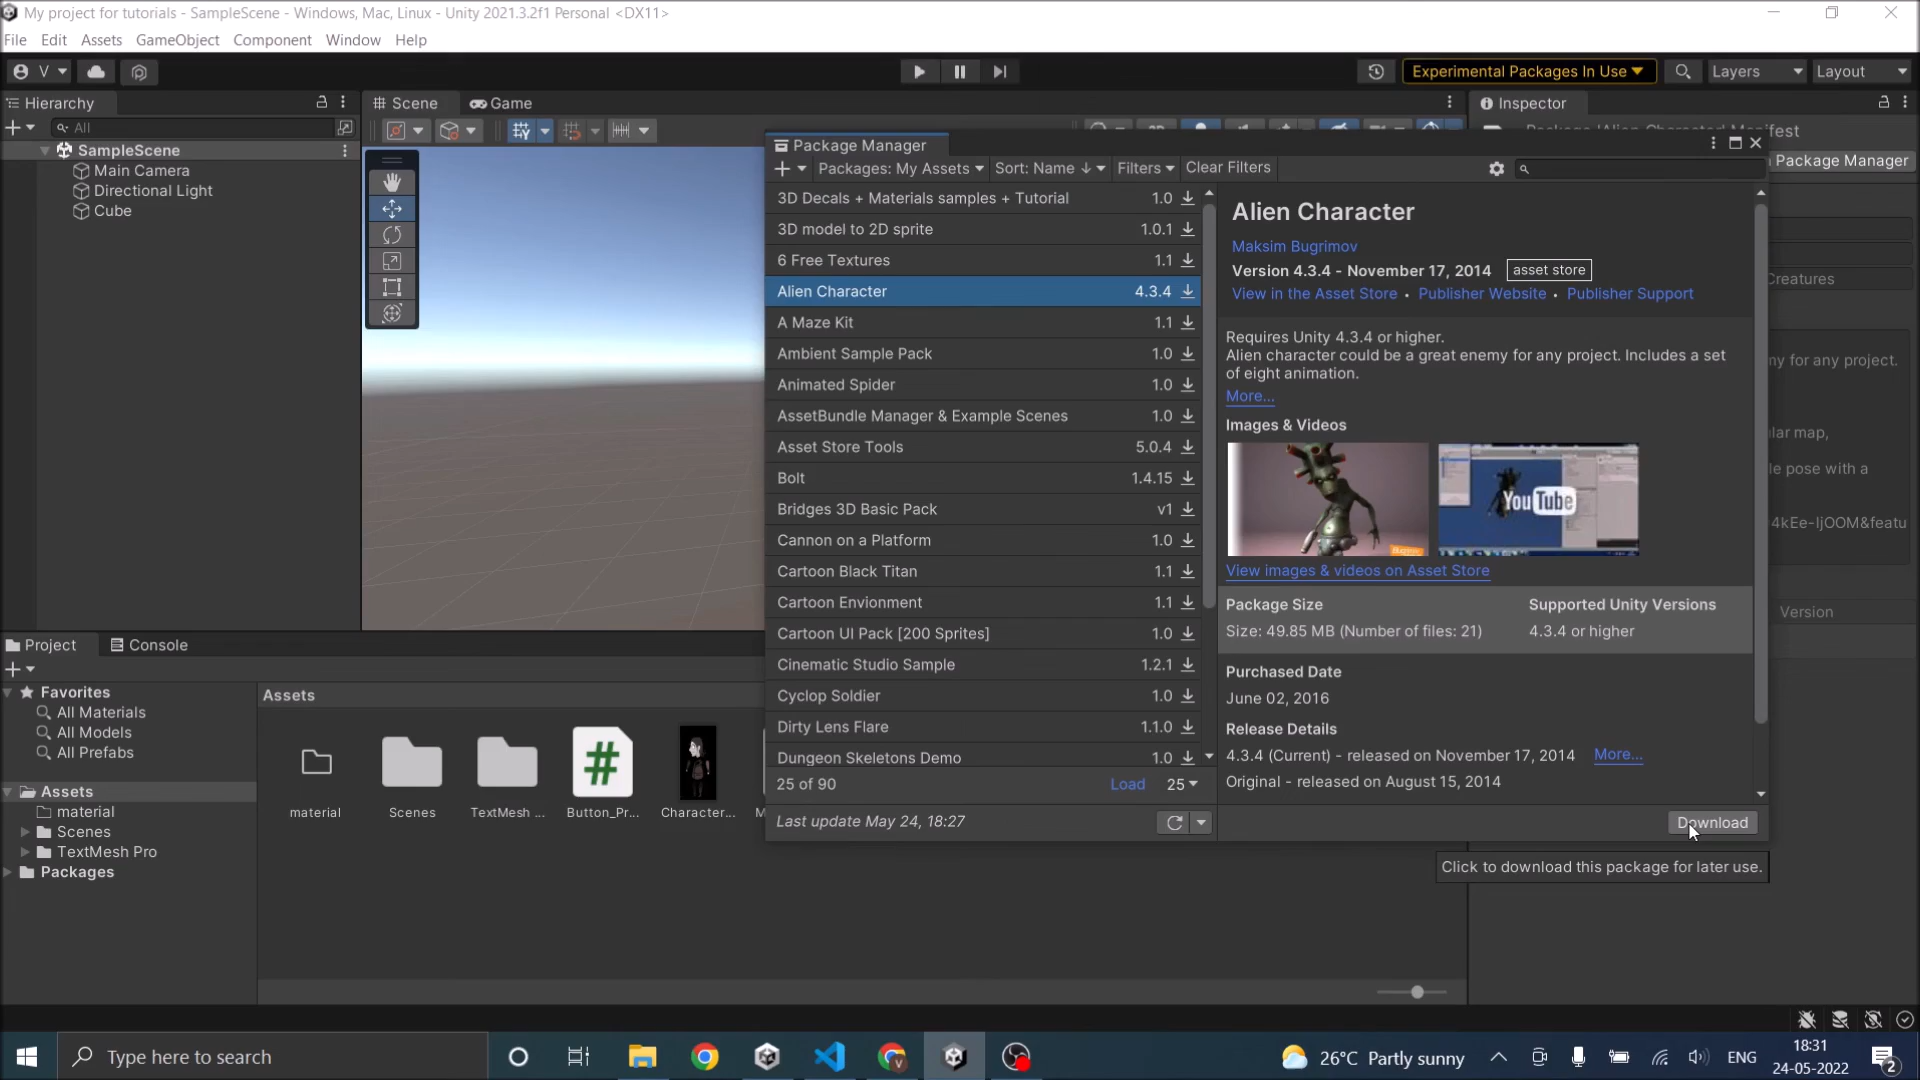 My project for tutorials - SampleScene - Windows, Mac, Linux - Unity 2021.3.2f1 Personal <DX11>
File Edit Assets GameObject Component Window Help
V Experimental Packages In Use Layers Layout
Hierarchy Scene Game Inspector
All
SampleScene
Main Camera
Directional Light
Cube
Package Manager
Packages: My Assets Sort: Name ↓ Filters Clear Filters
3D Decals + Materials samples + Tutorial 1.0
3D model to 2D sprite 1.0.1
6 Free Textures 1.1
Alien Character 4.3.4
A Maze Kit 1.1
Ambient Sample Pack 1.0
Animated Spider 1.0
AssetBundle Manager & Example Scenes 1.0
Asset Store Tools 5.0.4
Bolt 1.4.15
Bridges 3D Basic Pack v1
Cannon on a Platform 1.0
Cartoon Black Titan 1.1
Cartoon Envionment 1.1
Cartoon UI Pack [200 Sprites] 1.0
Cinematic Studio Sample 1.2.1
Cyclop Soldier 1.0
Dirty Lens Flare 1.1.0
Dungeon Skeletons Demo 1.0
25 of 90 Load 25
Last update May 24, 18:27
Alien Character
Maksim Bugrimov
Version 4.3.4 - November 17, 2014 asset store
View in the Asset Store • Publisher Website • Publisher Support
Requires Unity 4.3.4 or higher.
Alien character could be a great enemy for any project. Includes a set
of eight animation.
More...
Images & Videos
YouTube
View images & videos on Asset Store
Package Size Supported Unity Versions
Size: 49.85 MB (Number of files: 21) 4.3.4 or higher
Purchased Date
June 02, 2016
Release Details
4.3.4 (Current) - released on November 17, 2014 More...
Original - released on August 15, 2014
Download
Click to download this package for later use.
Manifest
Package Manager
Creatures
my for any project.
ular map,
le pose with a
4kEe-IjOOM&featu
Version
Project Console
Favorites
All Materials
All Models
All Prefabs
Assets
material
Scenes
TextMesh Pro
Packages
Assets
material Scenes TextMesh ... Button_Pr... Character...
Type here to search
26°C Partly sunny
ENG
18:31
24-05-2022
2